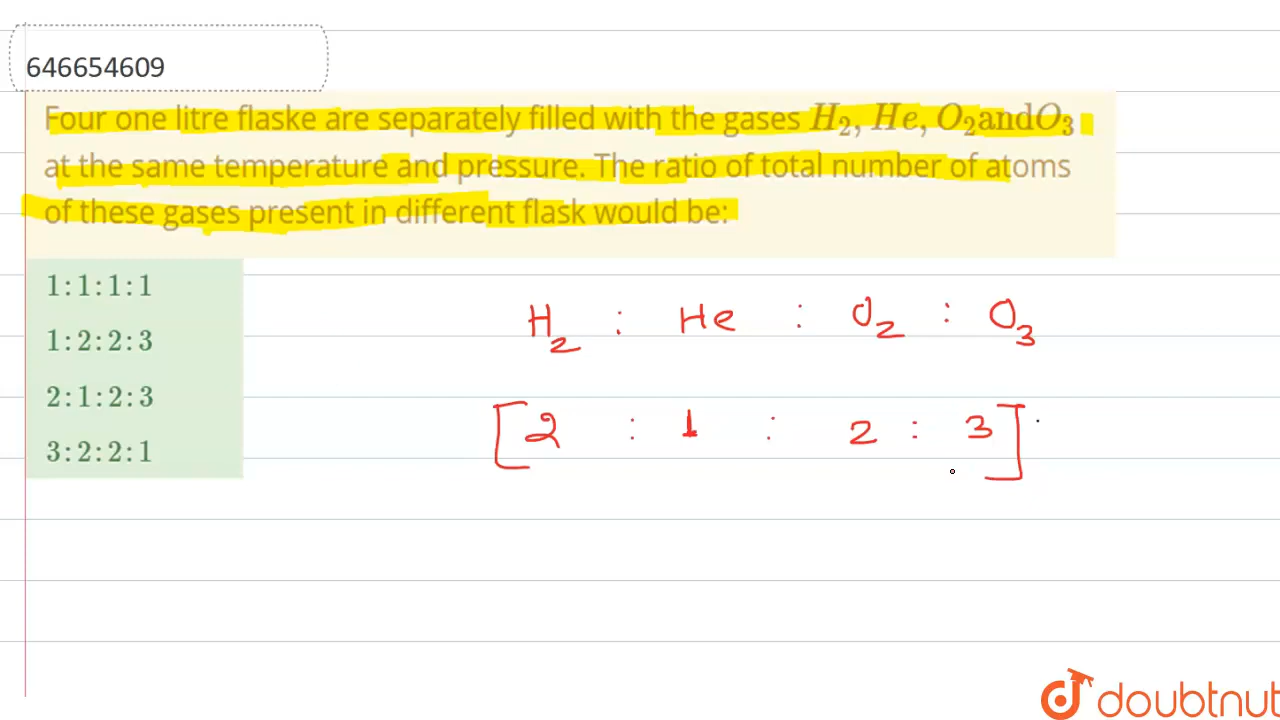 646654609
Four one litre flaske are separately filled with the gases H₂, He, O₂andO₃
at the same temperature and pressure. The ratio of total number of atoms
of these gases present in different flask would be:
1:1:1:1
1:2:2:3
2:1:2:3
3:2:2:1
H₂ : He : O₂ : O₃
[2 : 1 : 2 : 3]
doubtnut